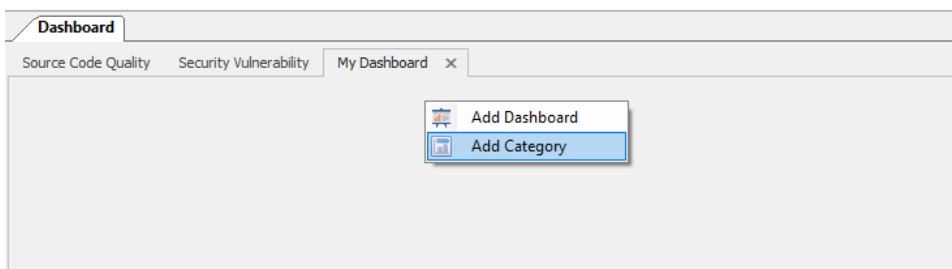 Dashboard
Source Code Quality Security Vulnerability My Dashboard
Add Dashboard
Add Category